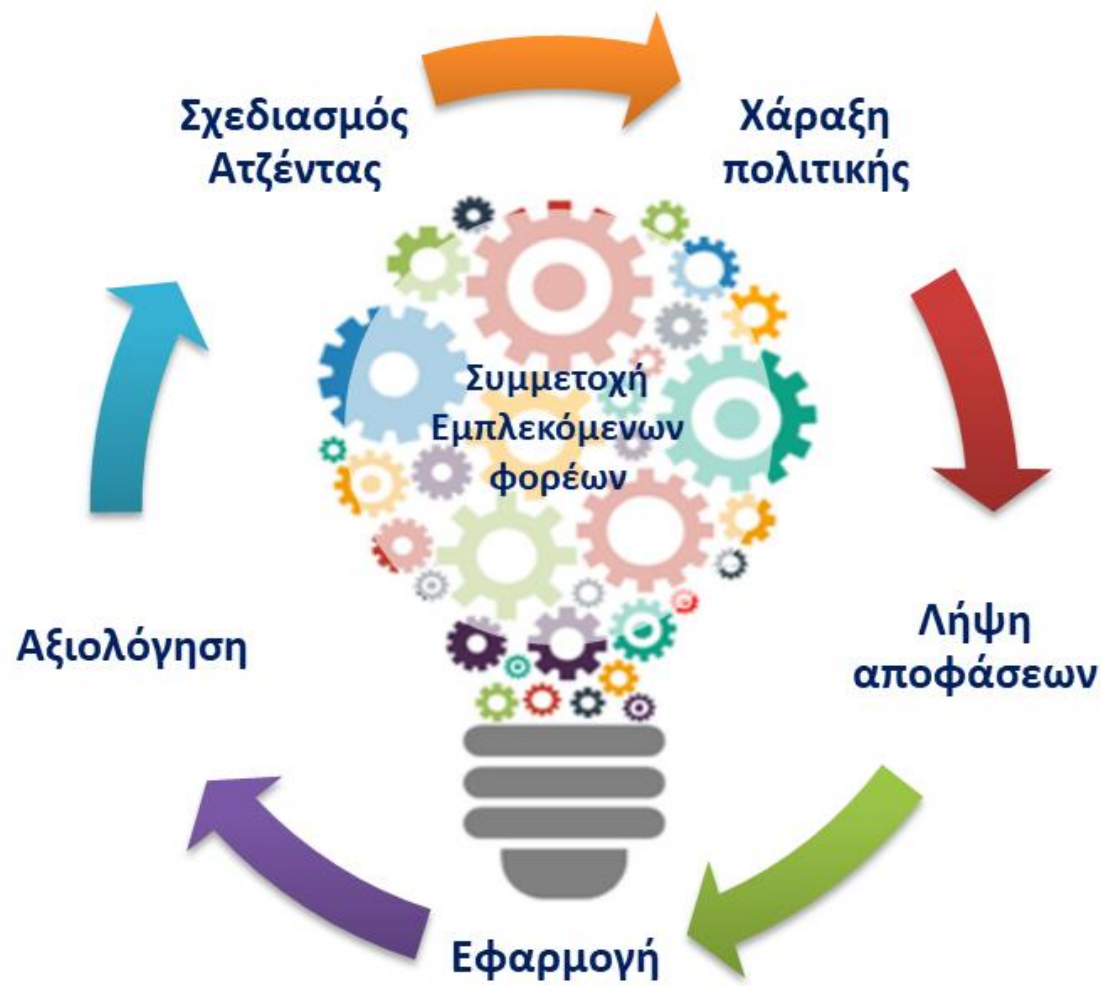 Σχεδιασμός
Ατζέντας
Χάραξη
πολιτικής
Συμμετοχή
Εμπλεκόμενων
φορέων
Λήψη
αποφάσεων
Αξιολόγηση
Εφαρμογή